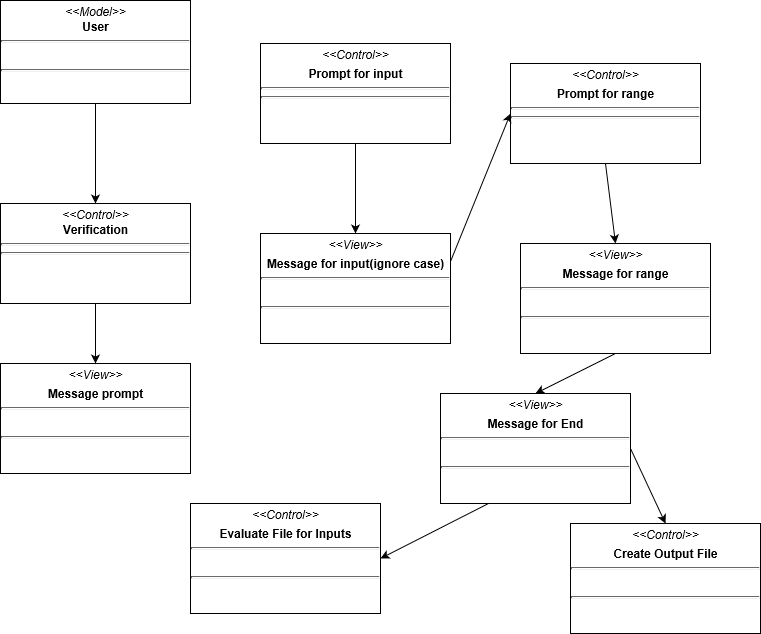 <<Model>>
User
<<Control>>
Verification
<<View>>
Message prompt
<<Control>>
Prompt for input
<<View>>
Message for input(ignore case)
<<Control>>
Prompt for range
<<View>>
Message for range
<<View>>
Message for End
<<Control>>
Evaluate File for Inputs
<<Control>>
Create Output File